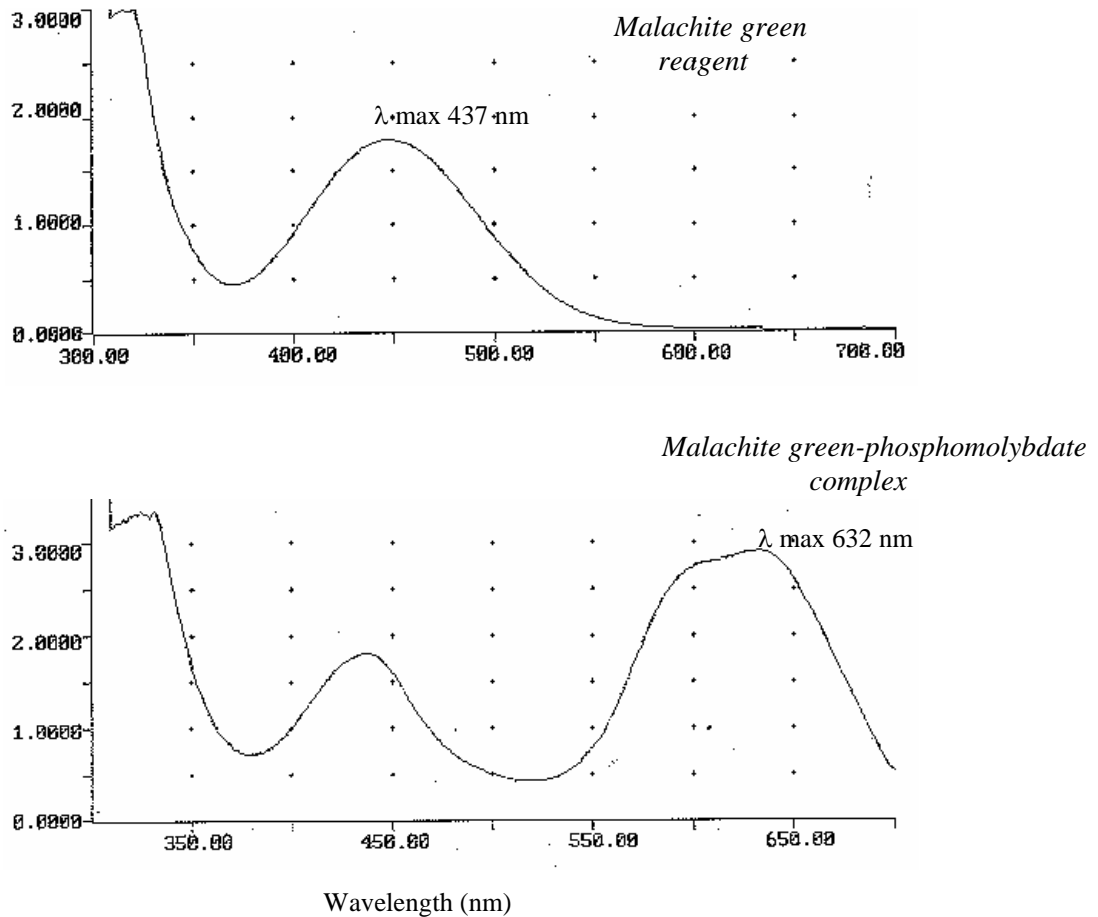 3.0000
Malachite green
reagent
2.0000
λ max 437 nm
1.0000
0.0000
300.00 400.00 500.00 600.00 700.00
Malachite green-phosphomolybdate
complex
3.0000
λ max 632 nm
2.0000
1.0000
0.0000
350.00 450.00 550.00 650.00
Wavelength (nm)